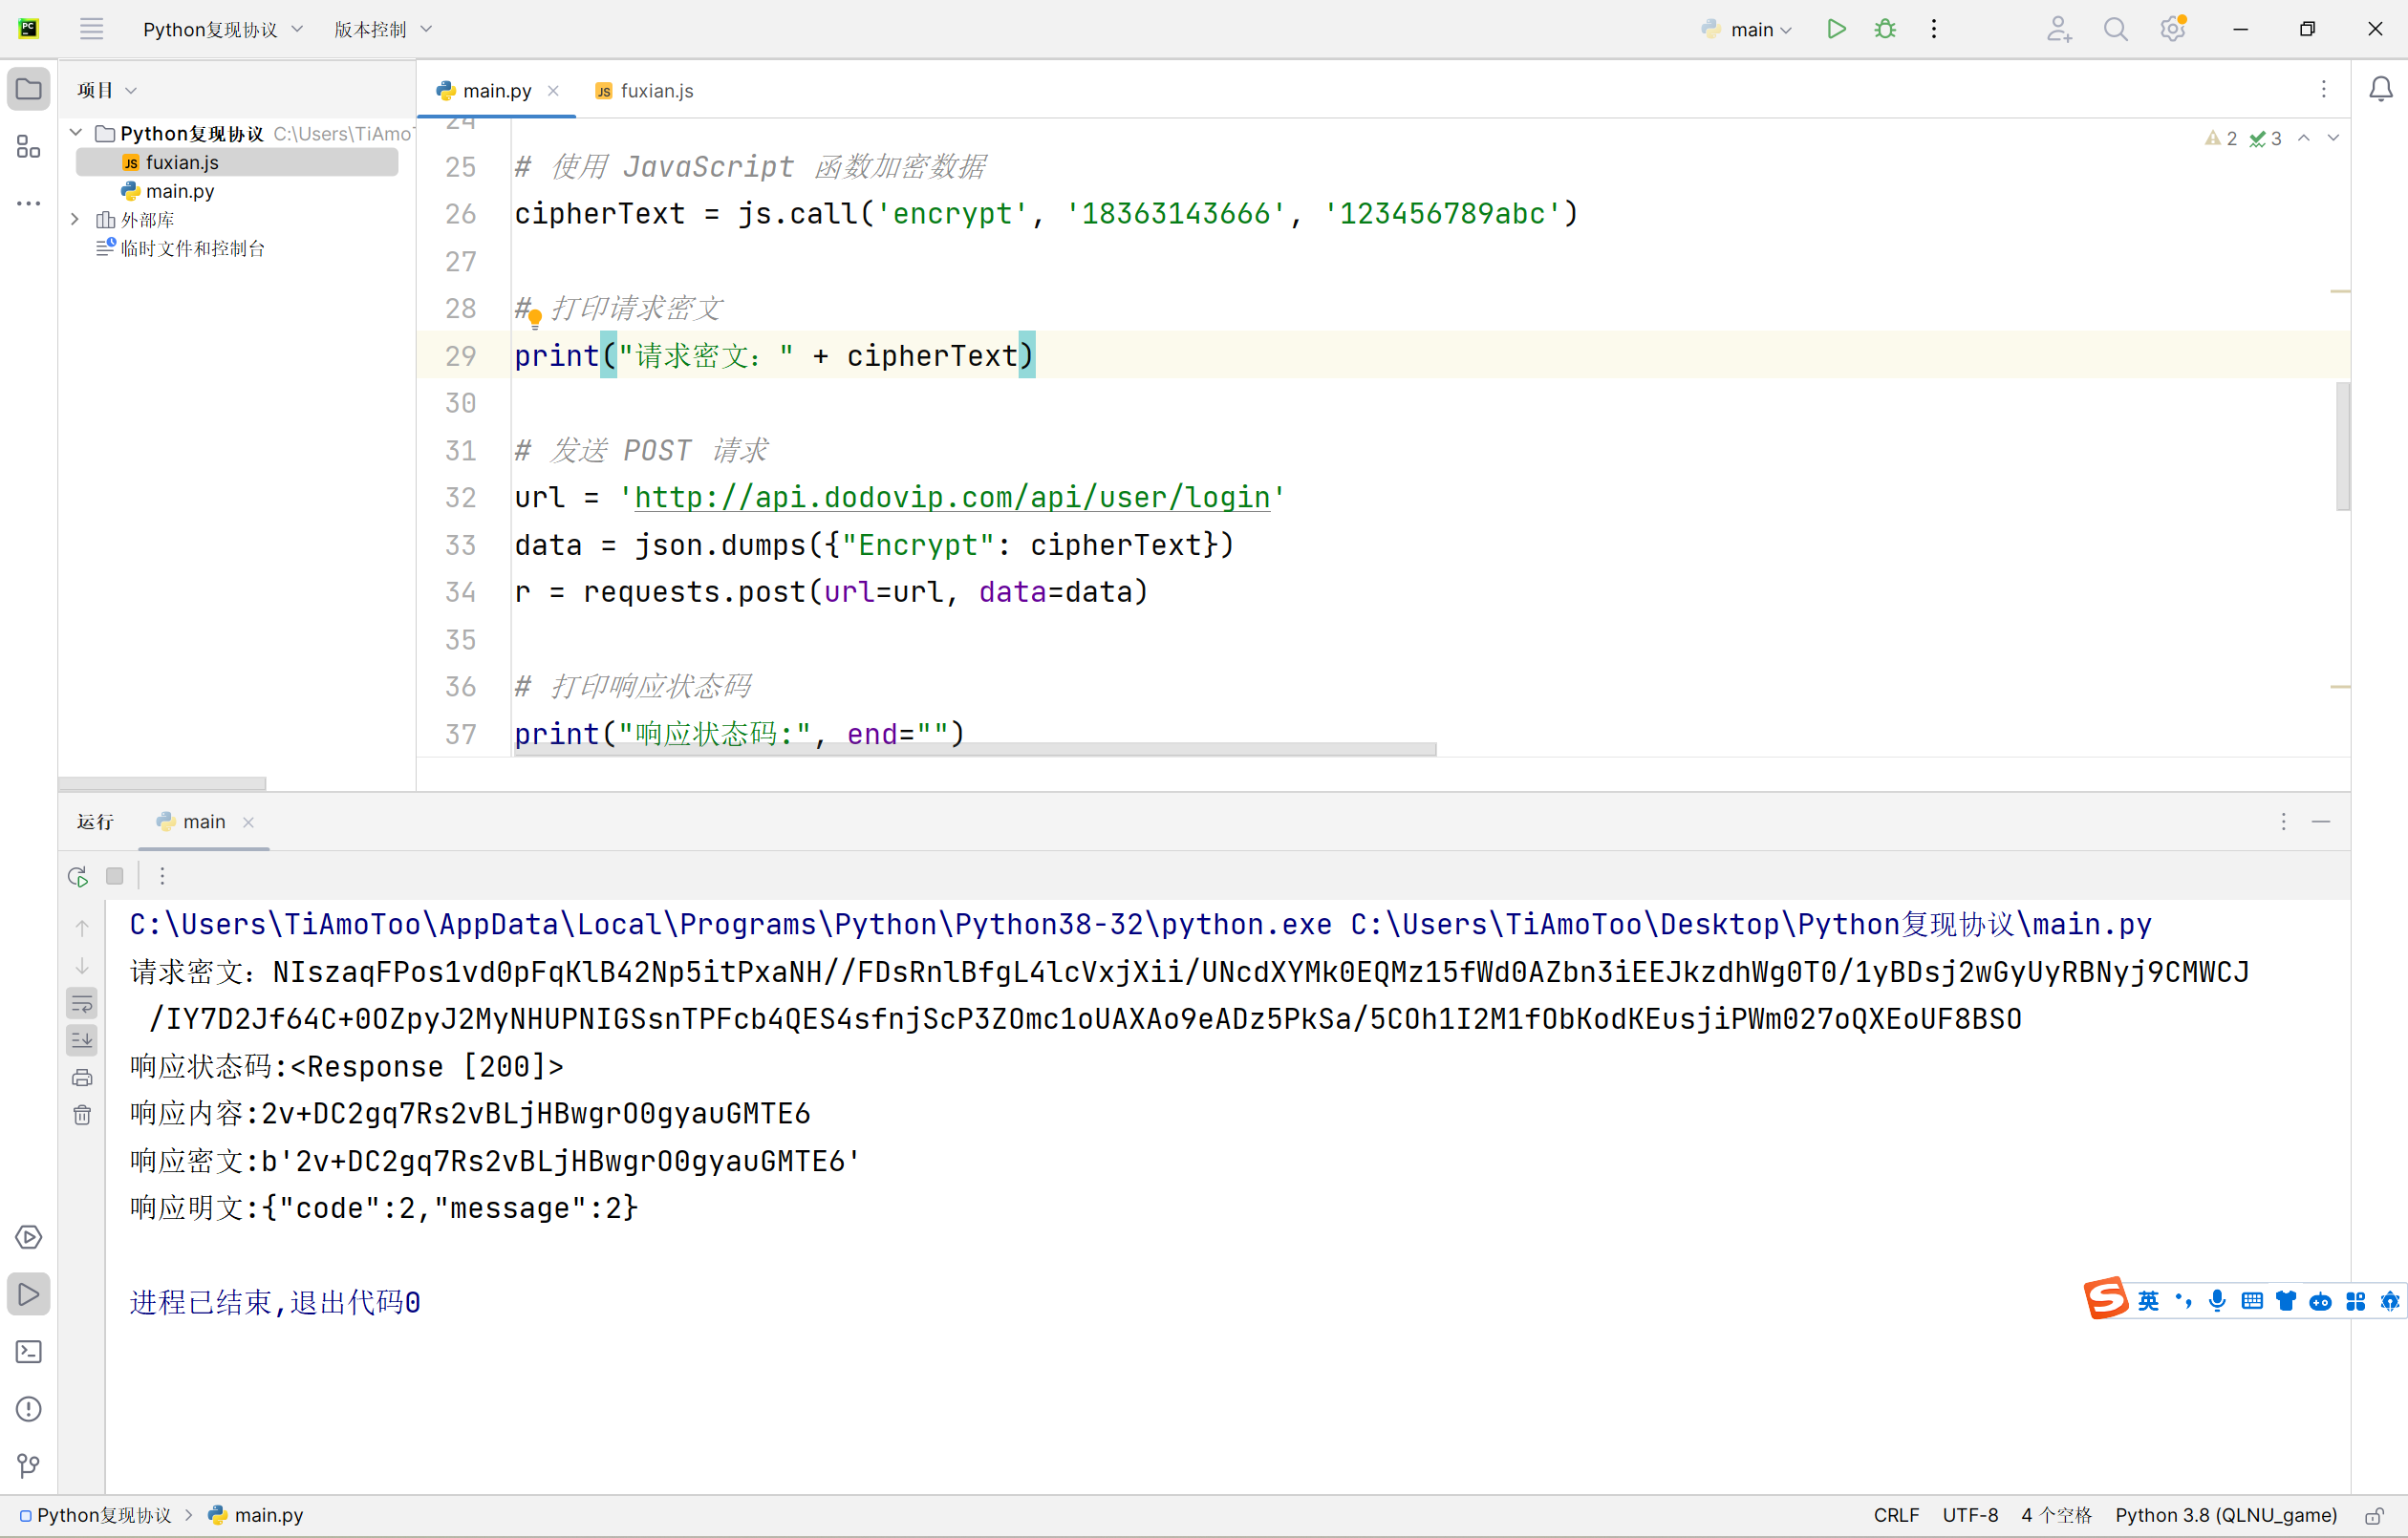 PC
Python复现协议
版本控制
main
项目
main.py
JS fuxian.js
Python复现协议 C:\Users\TiAmoT
JS fuxian.js
main.py
外部库
临时文件和控制台
2 3
24
25 # 使用 JavaScript 函数加密数据
26 cipherText = js.call('encrypt', '18363143666', '123456789abc')
27
28 # 打印请求密文
29 print("请求密文：" + cipherText)
30
31 # 发送 POST 请求
32 url = 'http://api.dodovip.com/api/user/login'
33 data = json.dumps({"Encrypt": cipherText})
34 r = requests.post(url=url, data=data)
35
36 # 打印响应状态码
37 print("响应状态码:", end="")
运行
main
C:\Users\TiAmoToo\AppData\Local\Programs\Python\Python38-32\python.exe C:\Users\TiAmoToo\Desktop\Python复现协议\main.py
请求密文：NIszaqFPos1vd0pFqKlB42Np5itPxaNH//FDsRnlBfgL4lcVxjXii/UNcdXYMk0EQMz15fWd0AZbn3iEEJkzdhWg0T0/1yBDsj2wGyUyRBNyj9CMWCJ
/IY7D2Jf64C+0OZpyJ2MyNHUPNIGSsnTPFcb4QES4sfnjScP3ZOmc1oUAXAo9eADz5PkSa/5COh1I2M1fObKodKEusjiPWm027oQXEoUF8BSO
响应状态码:<Response [200]>
响应内容:2v+DC2gq7Rs2vBLjHBwgrO0gyauGMTE6
响应密文:b'2v+DC2gq7Rs2vBLjHBwgrO0gyauGMTE6'
响应明文:{"code":2,"message":2}
进程已结束,退出代码0
S 英
Python复现协议 main.py
CRLF UTF-8 4 个空格 Python 3.8 (QLNU_game)